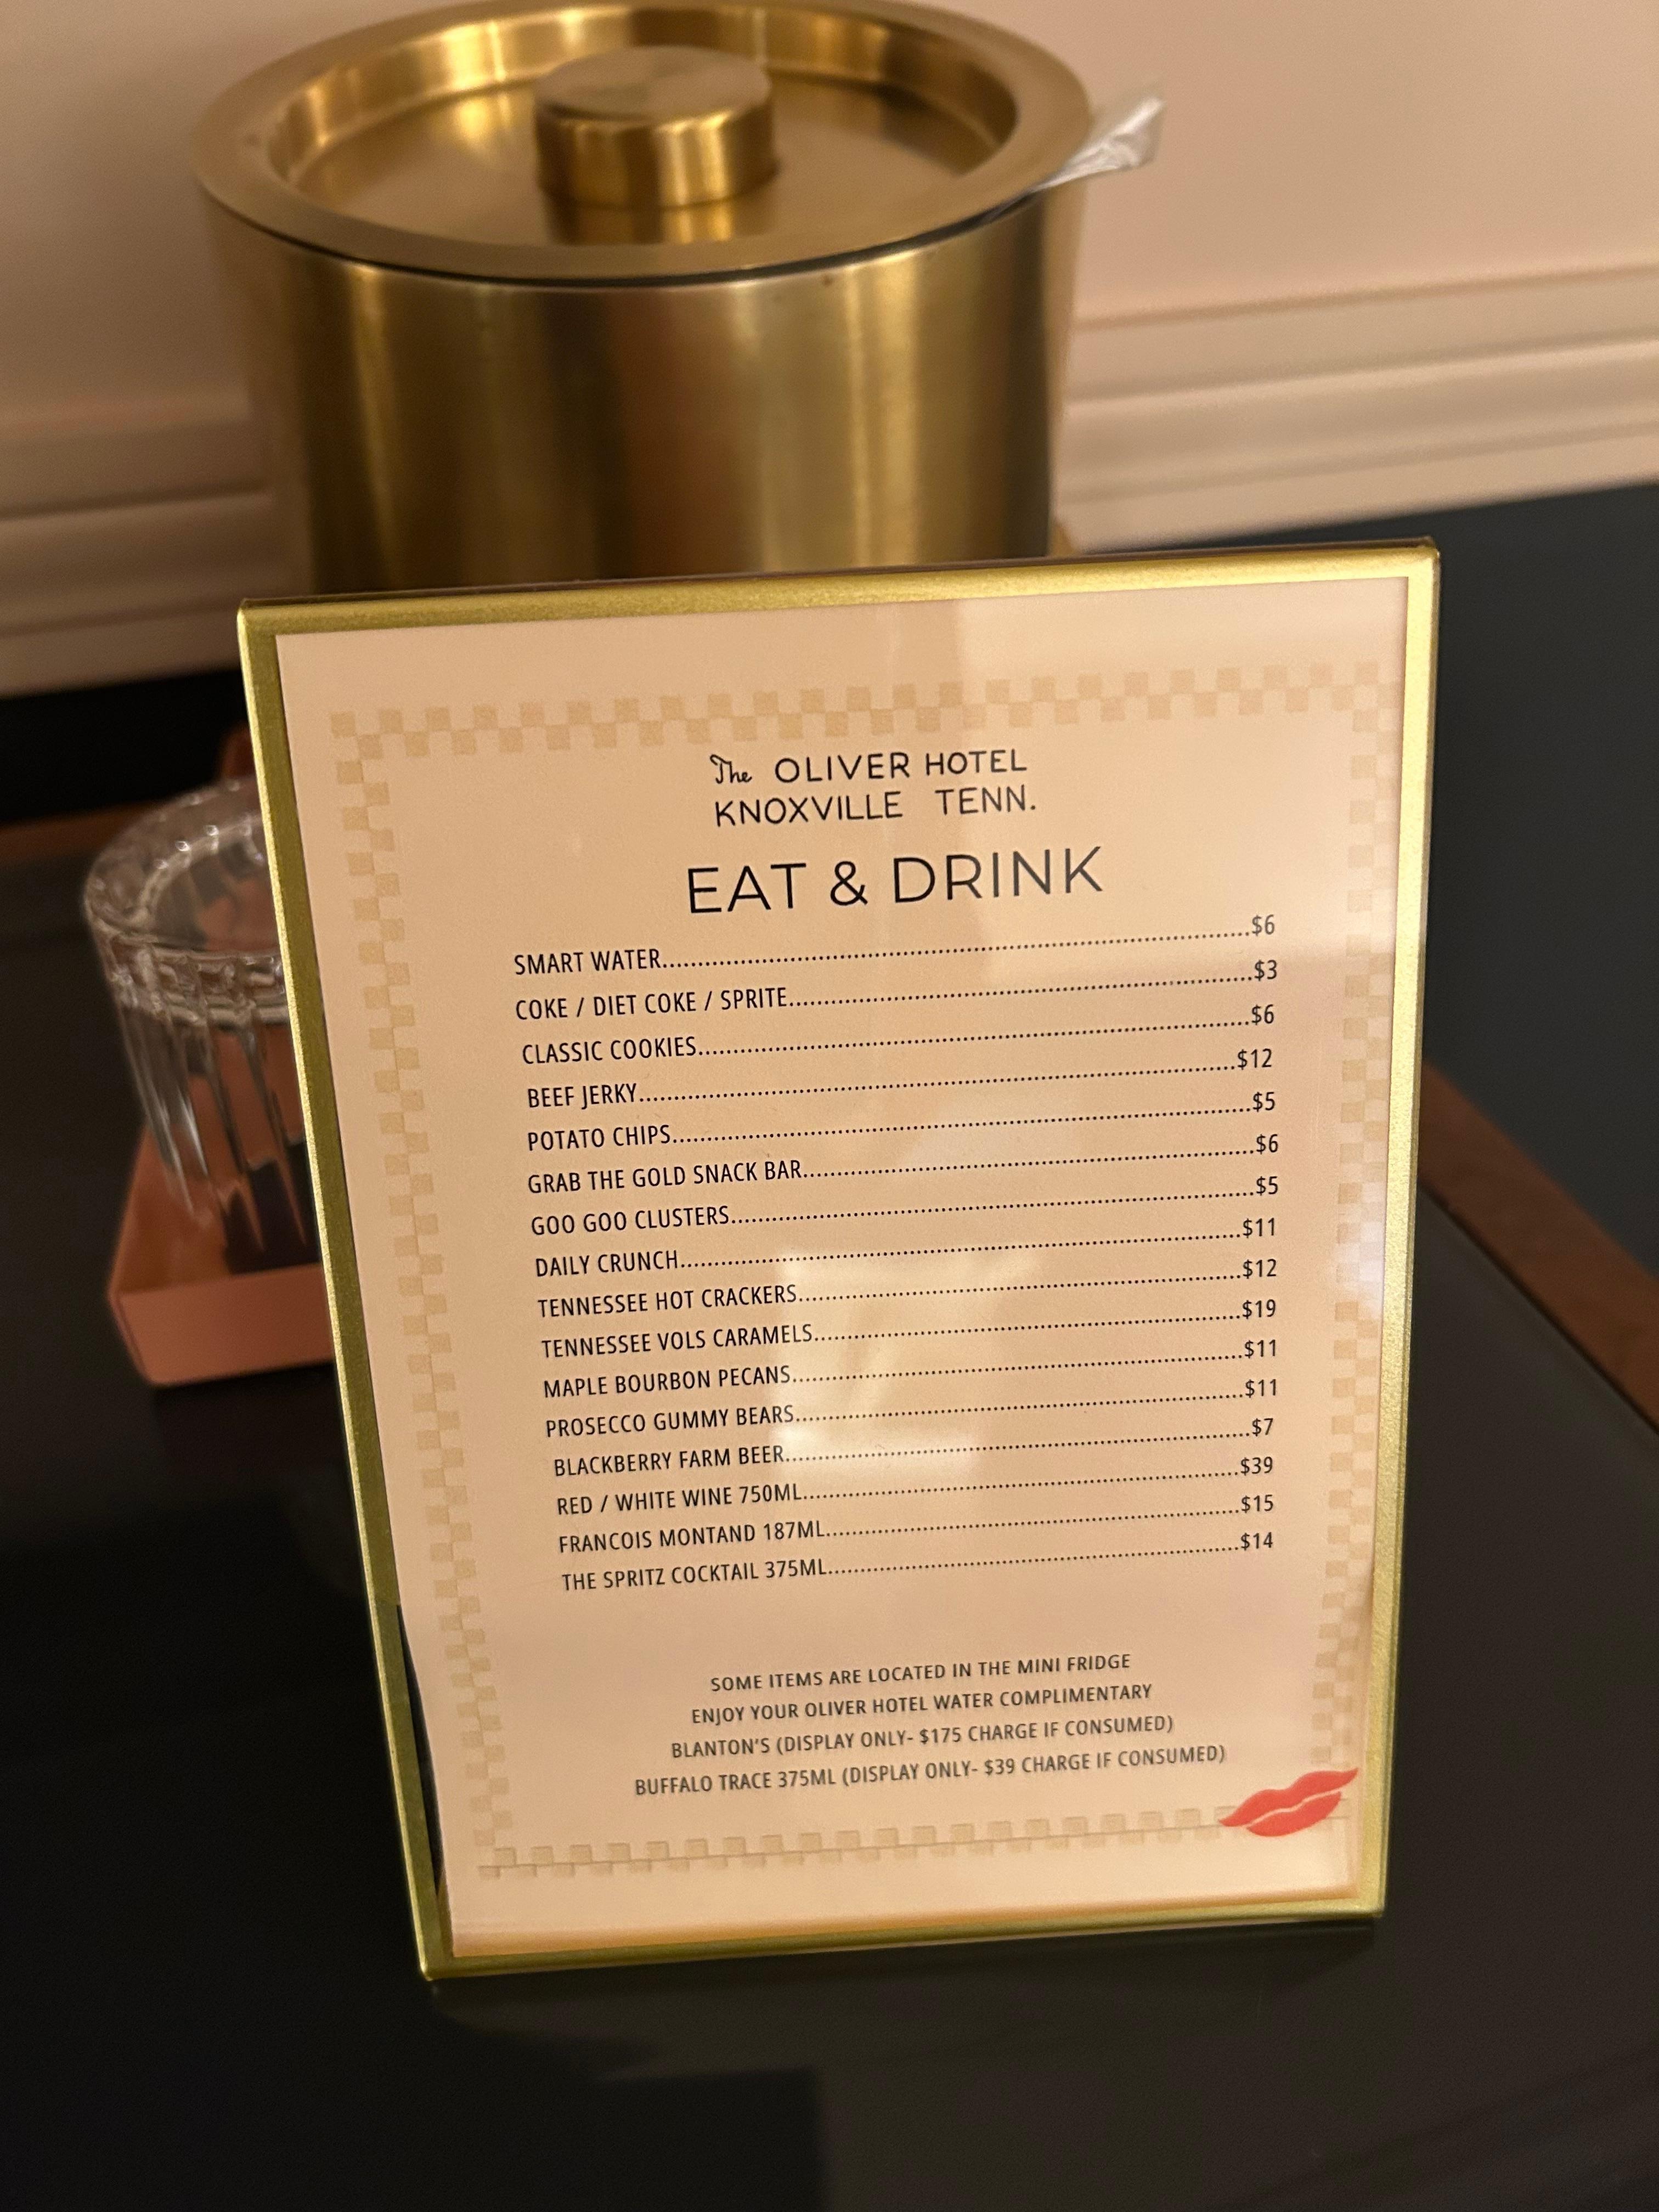 The OLIVER HOTEL
KNOXVILLE TENN.
EAT & DRINK
SMART WATER...$6
COKE / DIET COKE / SPRITE...$3
CLASSIC COOKIES...$6
BEEF JERKY...$12
POTATO CHIPS...$5
GRAB THE GOLD SNACK BAR...$6
GOO GOO CLUSTERS...$5
DAILY CRUNCH...$11
TENNESSEE HOT CRACKERS...$12
TENNESSEE VOLS CARAMELS...$19
MAPLE BOURBON PECANS...$11
PROSECCO GUMMY BEARS...$11
BLACKBERRY FARM BEER...$7
RED / WHITE WINE 750ML...$39
FRANCOIS MONTAND 187ML...$15
THE SPRITZ COCKTAIL 375ML...$14
SOME ITEMS ARE LOCATED IN THE MINI FRIDGE
ENJOY YOUR OLIVER HOTEL WATER COMPLIMENTARY
BLANTON'S (DISPLAY ONLY- $175 CHARGE IF CONSUMED)
BUFFALO TRACE 375ML (DISPLAY ONLY- $39 CHARGE IF CONSUMED)